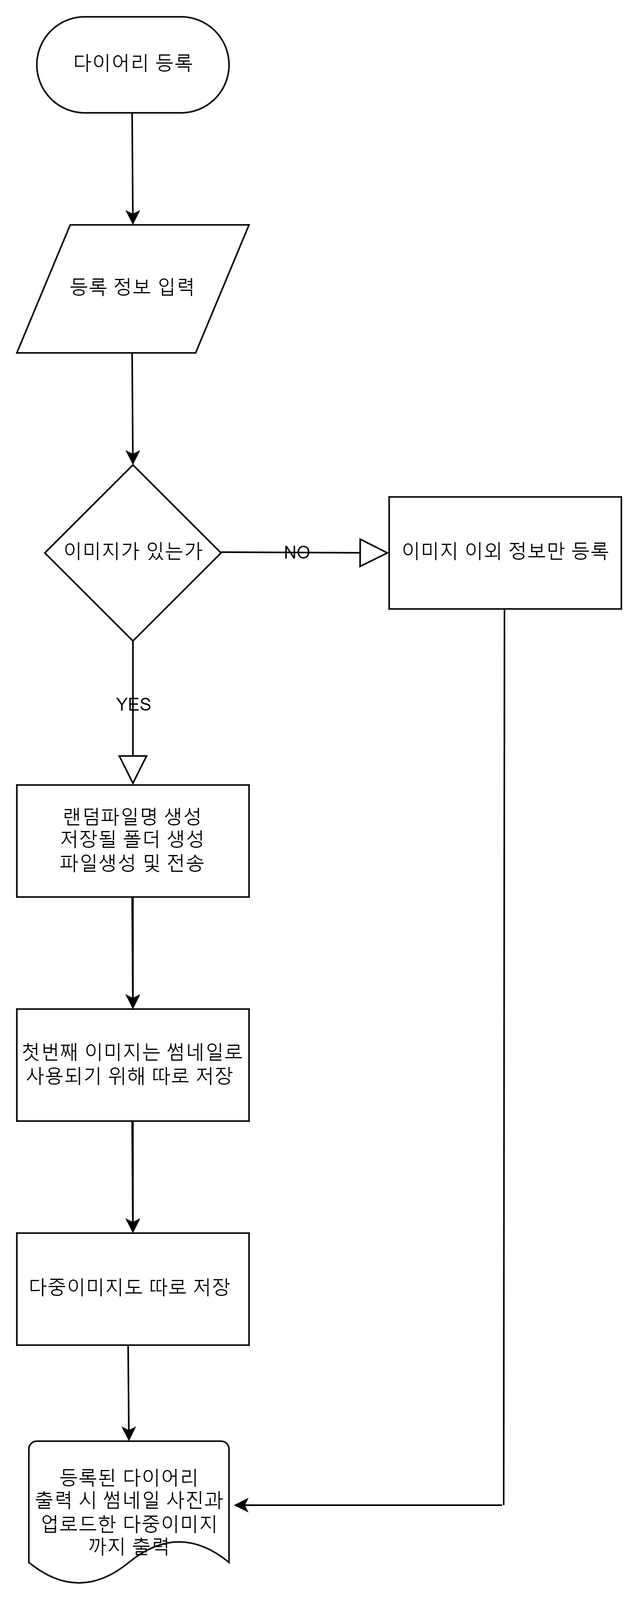 다이어리 등록
등록 정보 입력
이미지가 있는가
NO
이미지 이외 정보만 등록
YES
랜덤파일명 생성
저장될 폴더 생성
파일생성 및 전송
첫번째 이미지는 썸네일로
사용되기 위해 따로 저장
다중이미지도 따로 저장
등록된 다이어리
출력 시 썸네일 사진과
업로드한 다중이미지
까지 출력